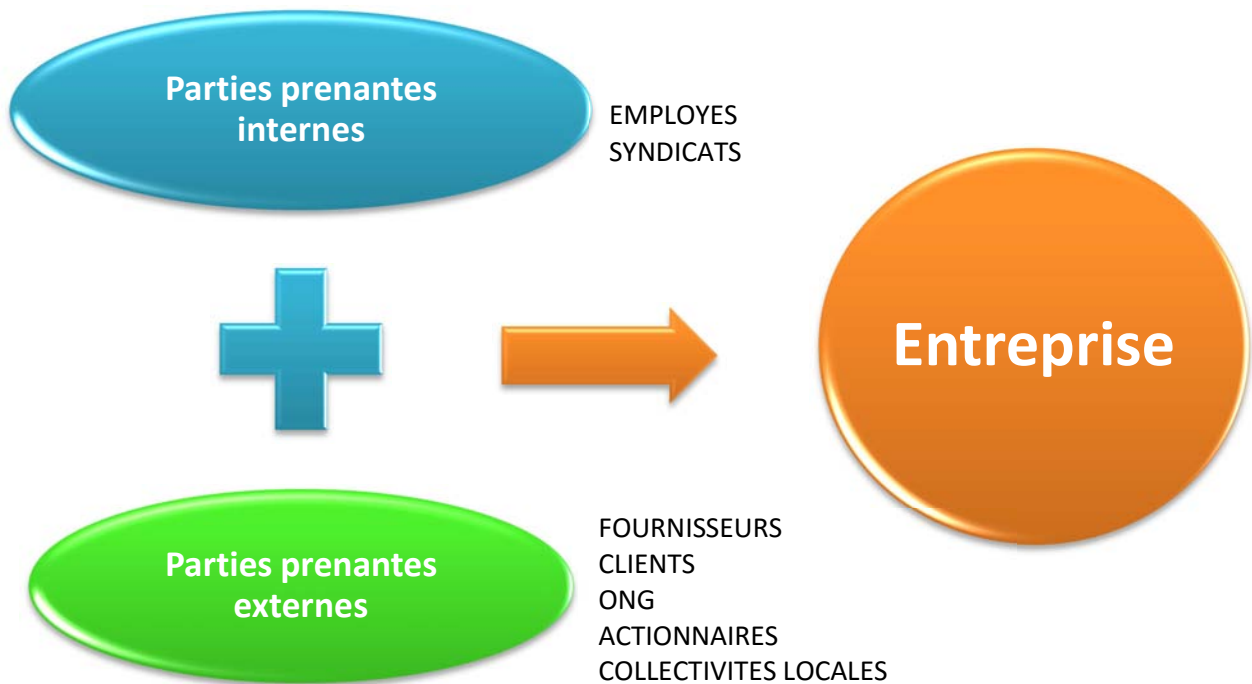 Parties prenantes
internes
EMPLOYES
SYNDICATS
Entreprise
Parties prenantes
externes
FOURNISSEURS
CLIENTS
ONG
ACTIONNAIRES
COLLECTIVITES LOCALES